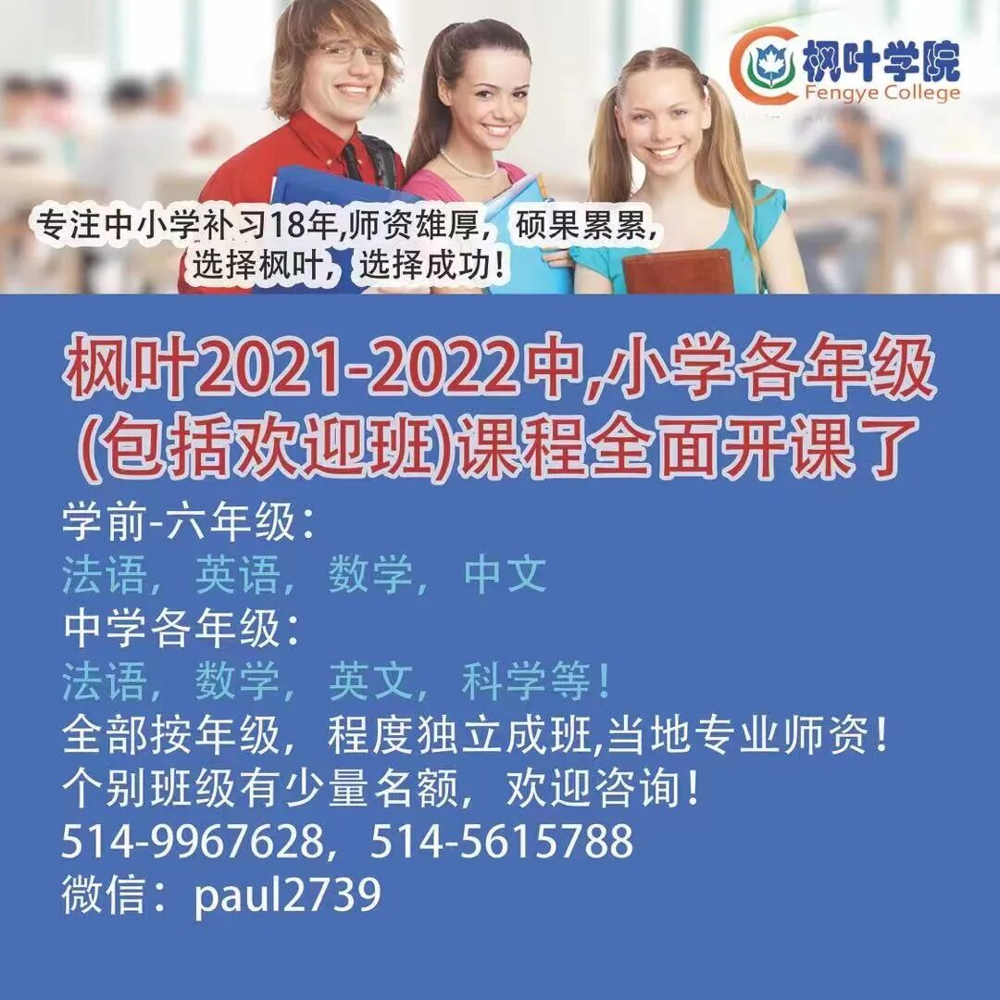 枫叶学院
Fengye College
专注中小学补习18年,师资雄厚，硕果累累，
选择枫叶，选择成功！
枫叶2021-2022中,小学各年级
(包括欢迎班)课程全面开课了
学前-六年级：
法语，英语，数学，中文
中学各年级：
法语，数学，英文，科学等！
全部按年级，程度独立成班,当地专业师资！
个别班级有少量名额，欢迎咨询！
514-9967628，514-5615788
微信：paul2739